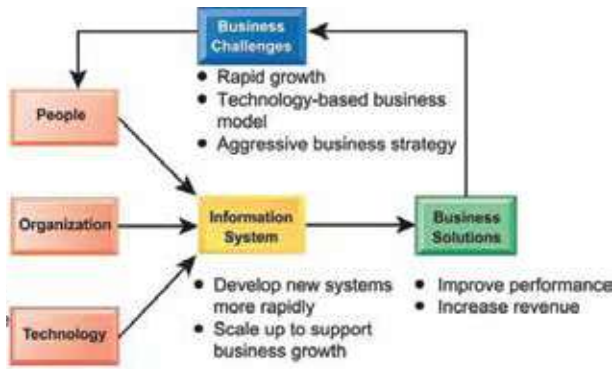 Business
Challenges
• Rapid growth
• Technology-based business
model
• Aggressive business strategy
People
Organization
Information
System
Business
Solutions
• Develop new systems
more rapidly
• Scale up to support
business growth
• Improve performance
• Increase revenue
Technology